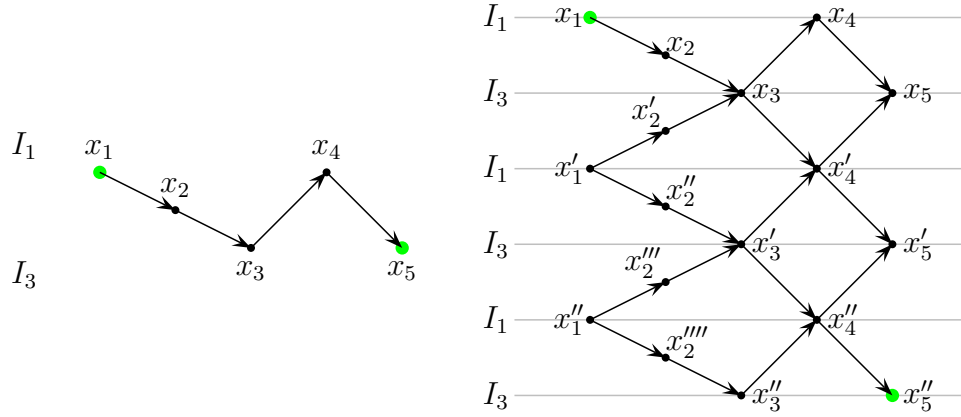 I₁
x₁
x₂
x₃
x₄
x₅
I₃
I₁
x₁
x₂
x₄
I₃
x₂′
x₃
x₅
I₁
x₁′
x₂″
x₄′
I₃
x₂‴
x₃′
x₅′
I₁
x₁″
x₂⁗
x₄″
I₃
x₃″
x₅″